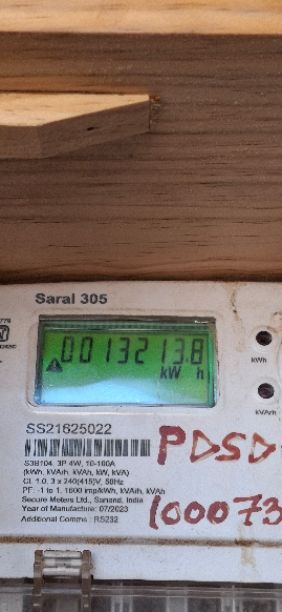 Saral 305
0013213.8
kW h
kWh
kVArh
SS21625022
PDSD
S3B104, 3P 4W, 10-100A
(kWh, kVArh, kVAh, kW, kVA)
Cl. 1.0, 3 x 240(415)V, 50Hz
PF: -1 to 1, 1600 imp/kWh, kVArh, kVAh
Secure Meters Ltd., Sanand, India
Year of Manufacture: 07/2023
Additional Comms.: RS232
100073